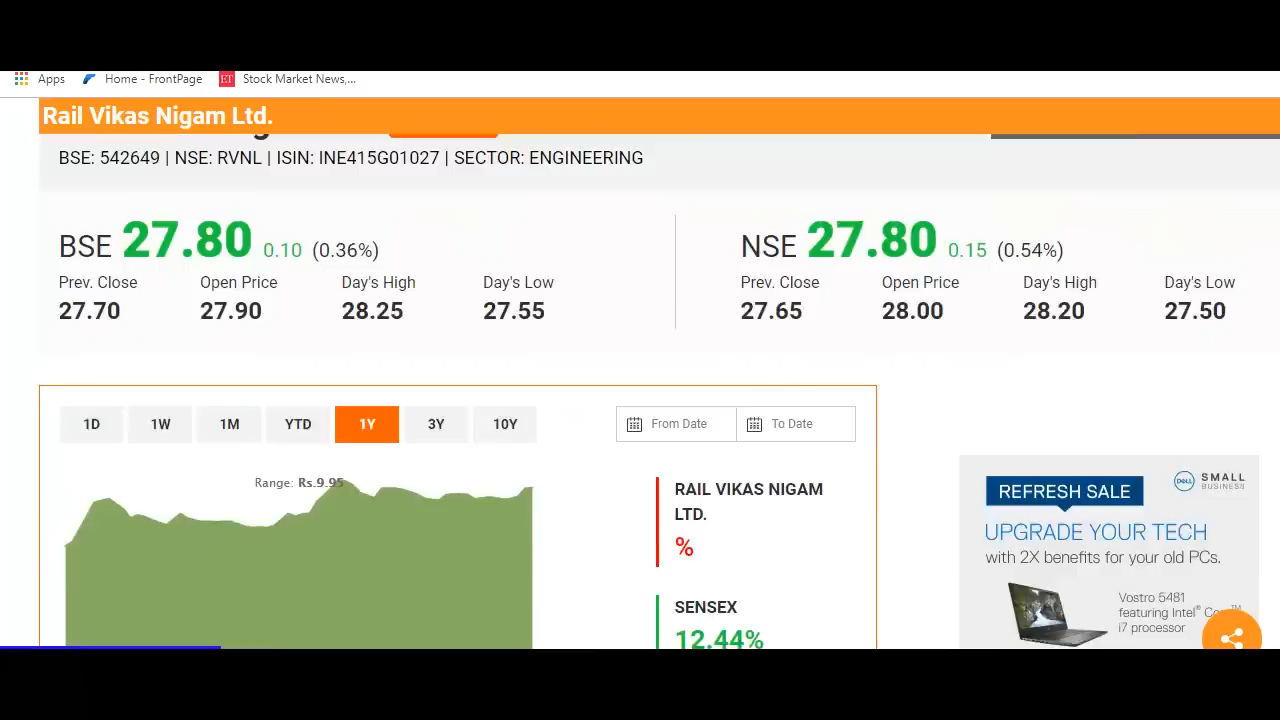 Apps Home - FrontPage ET Stock Market News,...
Rail Vikas Nigam Ltd.
BSE: 542649 | NSE: RVNL | ISIN: INE415G01027 | SECTOR: ENGINEERING
BSE 27.80 0.10 (0.36%)
Prev. Close Open Price Day's High Day's Low
27.70 27.90 28.25 27.55
NSE 27.80 0.15 (0.54%)
Prev. Close Open Price Day's High Day's Low
27.65 28.00 28.20 27.50
1D 1W 1M YTD 1Y 3Y 10Y
From Date To Date
Range: Rs.9.95
RAIL VIKAS NIGAM
LTD.
%
SENSEX
12.44%
REFRESH SALE
DELL SMALL
BUSINESS
UPGRADE YOUR TECH
with 2X benefits for your old PCs.
Vostro 5481
featuring Intel®
i7 processor